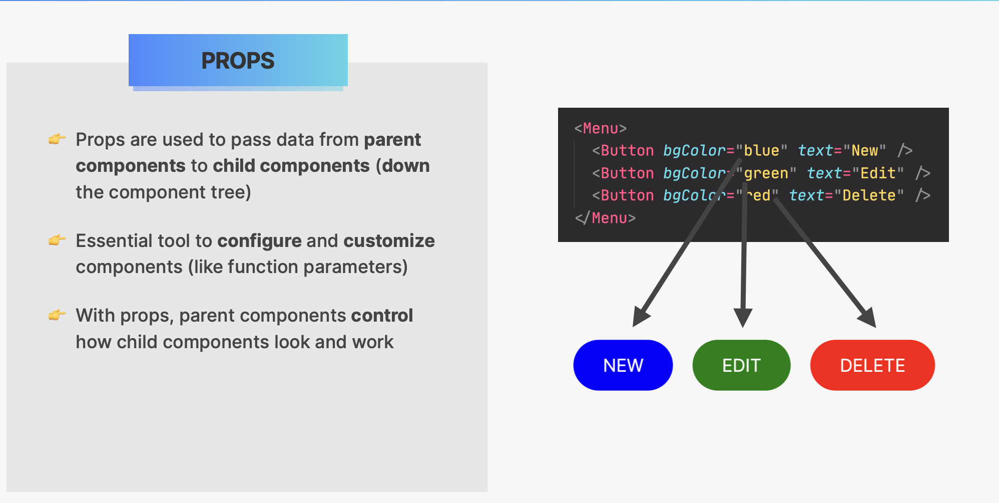 PROPS
👉 Props are used to pass data from parent
components to child components (down
the component tree)
👉 Essential tool to configure and customize
components (like function parameters)
👉 With props, parent components control
how child components look and work
<Menu>
  <Button bgColor="blue" text="New" />
  <Button bgColor="green" text="Edit" />
  <Button bgColor="red" text="Delete" />
</Menu>
NEW
EDIT
DELETE